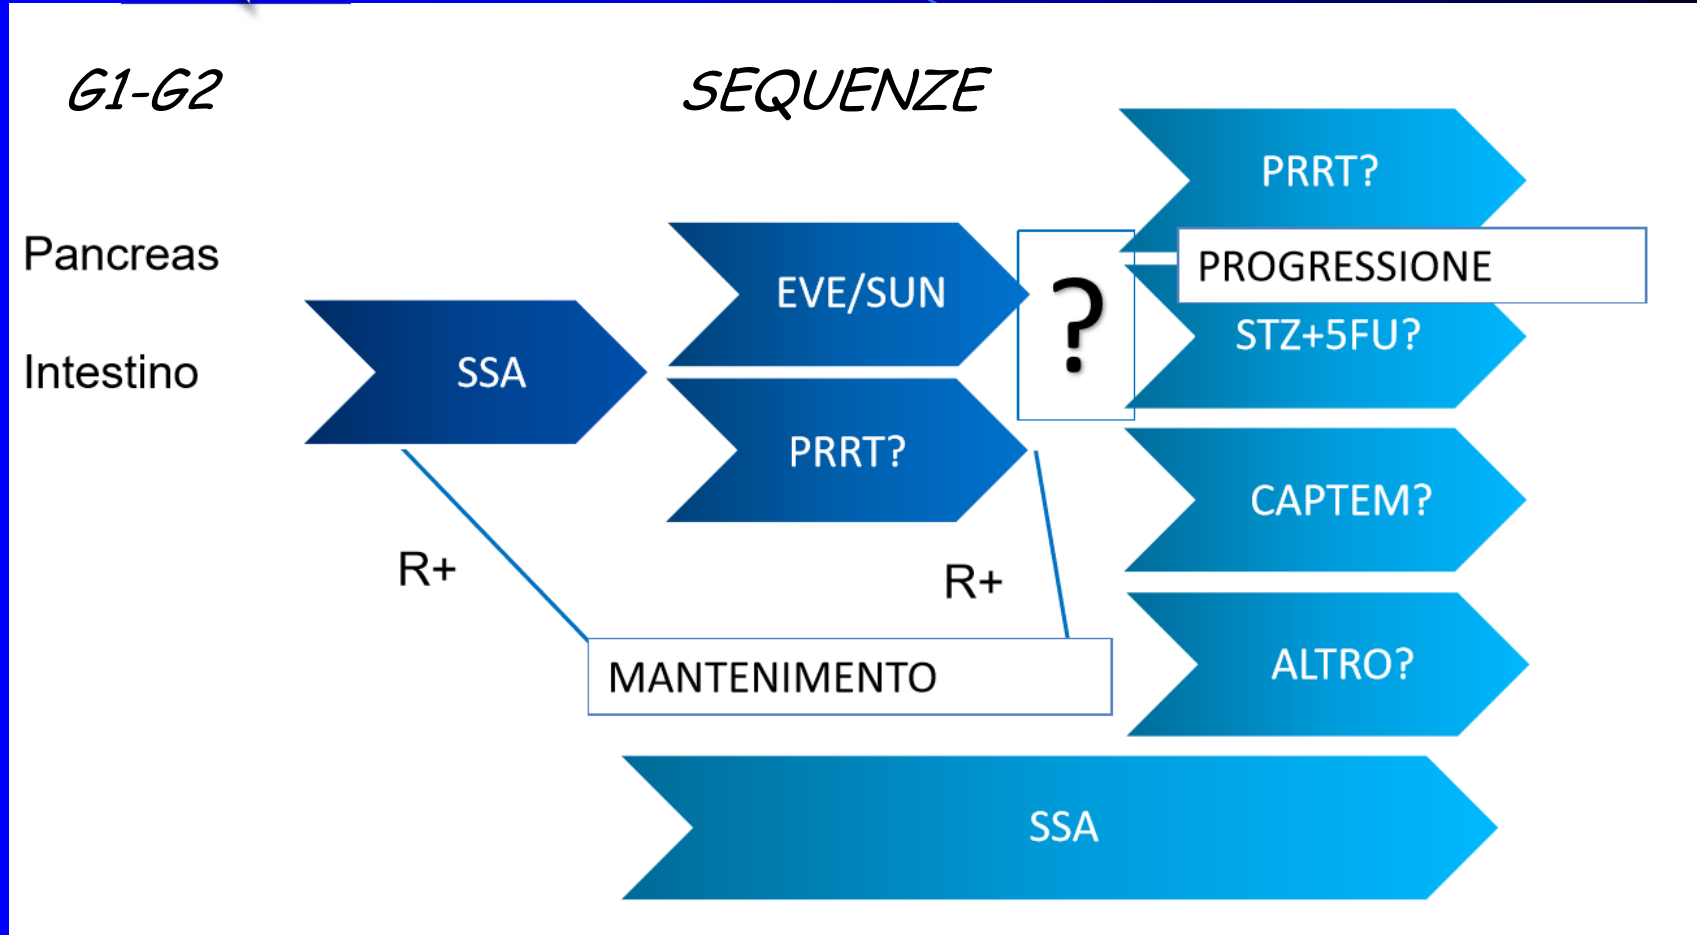 G1-G2
SEQUENZE
PRRT?
Pancreas
EVE/SUN
?
PROGRESSIONE
STZ+5FU?
Intestino
SSA
PRRT?
CAPTEM?
R+
R+
MANTENIMENTO
ALTRO?
SSA